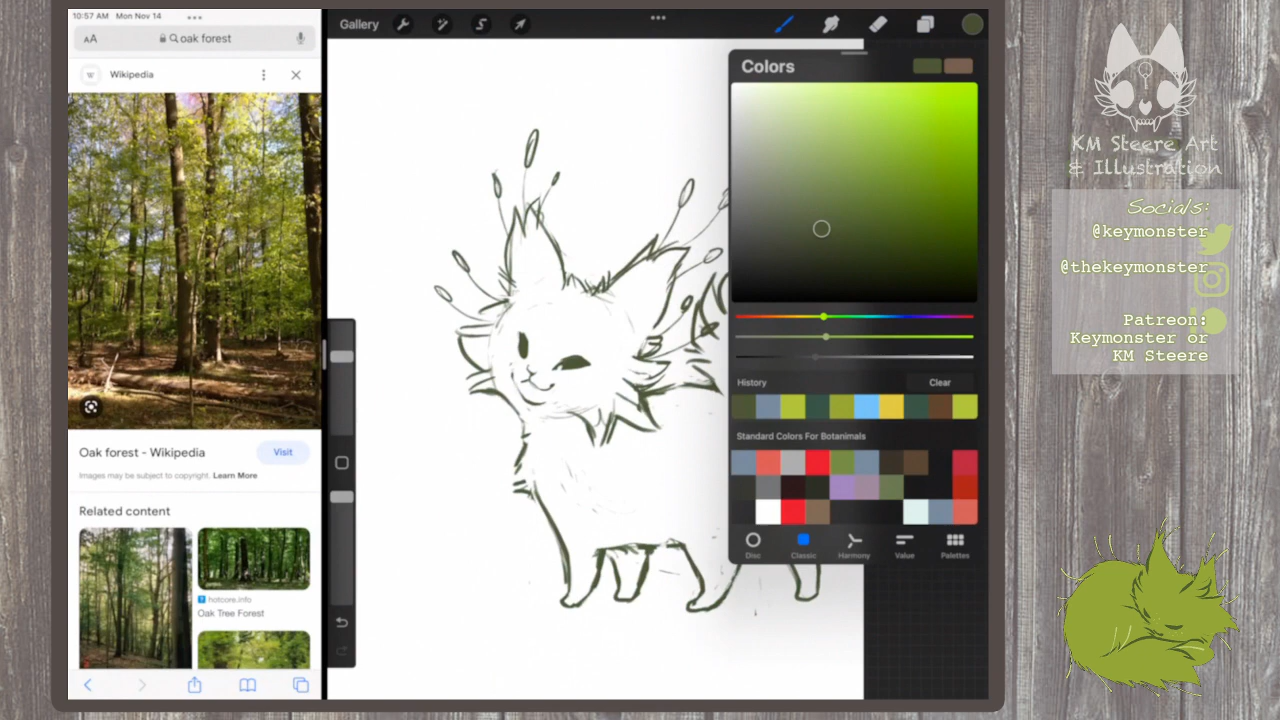 10:57 AM Mon Nov 14
AA
oak forest
W
Wikipedia
Oak forest - Wikipedia
Visit
Images may be subject to copyright. Learn More
Related content
hotcore.info
Oak Tree Forest
Gallery
Colors
History
Clear
Standard Colors For Botanimals
Disc
Classic
Harmony
Value
Palettes
KM Steere Art
& Illustration
Socials:
@keymonster
@thekeymonster
Patreon:
Keymonster or
KM Steere